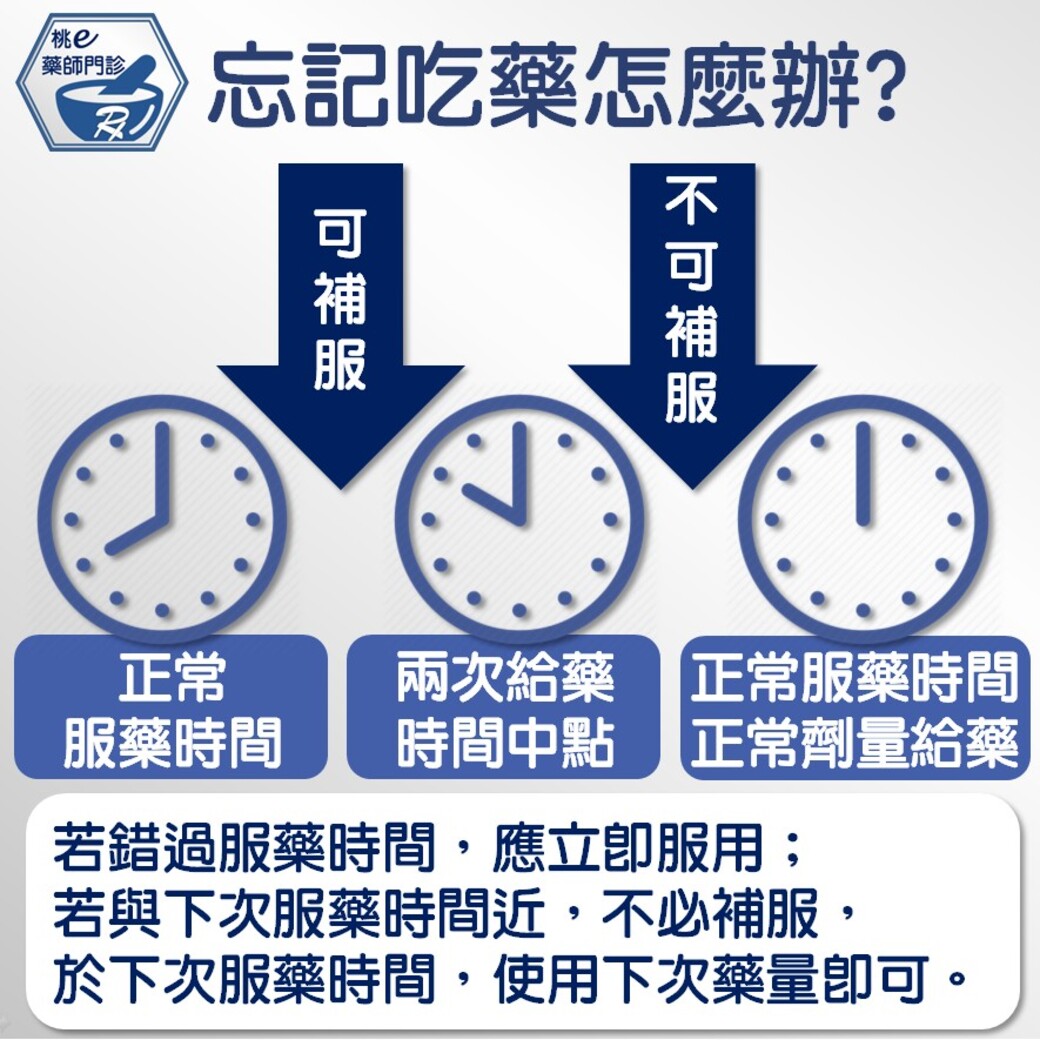 桃e
藥師門診
忘記吃藥怎麼辦?
可補服
不可補服
正常
服藥時間
兩次給藥
時間中點
正常服藥時間
正常劑量給藥
若錯過服藥時間，應立即服用；
若與下次服藥時間近，不必補服，
於下次服藥時間，使用下次藥量即可。